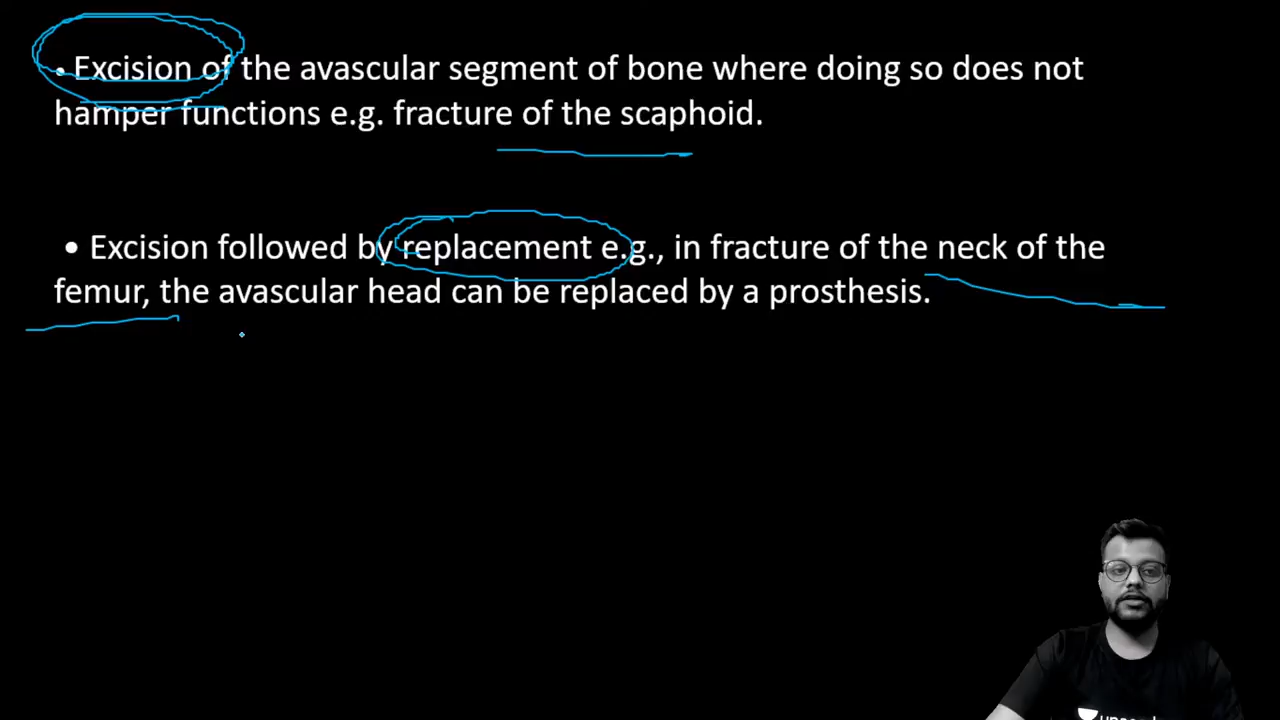 • Excision of the avascular segment of bone where doing so does not
hamper functions e.g. fracture of the scaphoid.
• Excision followed by replacement e.g., in fracture of the neck of the
femur, the avascular head can be replaced by a prosthesis.